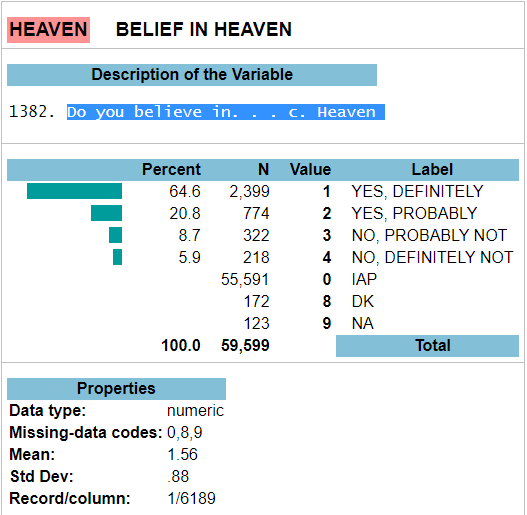 HEAVEN BELIEF IN HEAVEN
Description of the Variable
1382. Do you believe in. . . c. Heaven
Percent N Value Label
64.6 2,399 1 YES, DEFINITELY
20.8 774 2 YES, PROBABLY
8.7 322 3 NO, PROBABLY NOT
5.9 218 4 NO, DEFINITELY NOT
55,591 0 IAP
172 8 DK
123 9 NA
100.0 59,599 Total
Properties
Data type: numeric
Missing-data codes: 0,8,9
Mean: 1.56
Std Dev: .88
Record/column: 1/6189